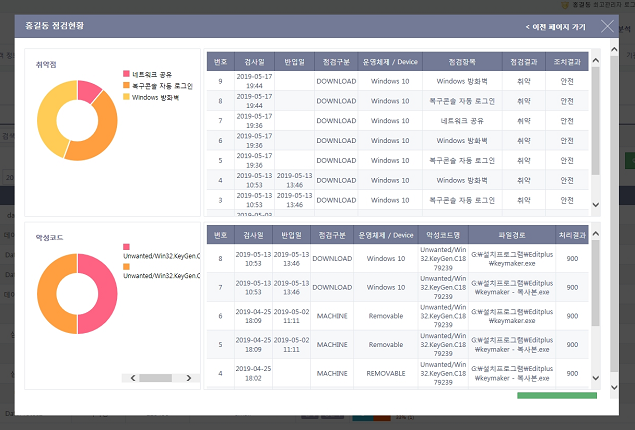 홍길동 점검현황
< 이전 페이지 가기
취약점
네트워크 공유
복구콘솔 자동 로그인
Windows 방화벽
번호 검사일 반입일 점검구분 운영체제 / Device 점검항목 점검결과 조치결과
9 2019-05-17 19:44 DOWNLOAD Windows 10 Windows 방화벽 취약 안전
8 2019-05-17 19:44 DOWNLOAD Windows 10 복구콘솔 자동 로그인 취약 안전
7 2019-05-17 19:36 DOWNLOAD Windows 10 네트워크 공유 취약 안전
6 2019-05-17 19:36 DOWNLOAD Windows 10 Windows 방화벽 취약 안전
5 2019-05-17 19:36 DOWNLOAD Windows 10 복구콘솔 자동 로그인 취약 안전
4 2019-05-13 10:53 2019-05-13 13:46 DOWNLOAD Windows 10 Windows 방화벽 취약 안전
3 2019-05-13 10:53 2019-05-13 13:46 DOWNLOAD Windows 10 복구콘솔 자동 로그인 취약 안전
2019-05-03
악성코드
Unwanted/Win32.KeyGen.C
Unwanted/Win32.KeyGen.C
번호 검사일 반입일 점검구분 운영체제 / Device 악성코드명 파일경로 처리결과
8 2019-05-13 10:53 2019-05-13 13:46 DOWNLOAD Windows 10 Unwanted/Win32.KeyGen.C1879239 G:₩설치프로그램₩Editplus₩keymaker.exe 900
7 2019-05-13 10:53 2019-05-13 13:46 DOWNLOAD Windows 10 Unwanted/Win32.KeyGen.C1879239 G:₩설치프로그램₩Editplus₩keymaker - 복사본.exe 900
6 2019-04-25 18:09 2019-05-02 11:11 MACHINE Removable Unwanted/Win32.KeyGen.C1879239 G:₩설치프로그램₩Editplus₩keymaker.exe 900
5 2019-04-25 18:09 2019-05-02 11:11 MACHINE Removable Unwanted/Win32.KeyGen.C1879239 G:₩설치프로그램₩Editplus₩keymaker - 복사본.exe 900
4 2019-04-25 18:02 MACHINE REMOVABLE Unwanted/Win32.KeyGen.C1879239 G:₩설치프로그램₩Editplus₩keymaker - 복사본.exe 900